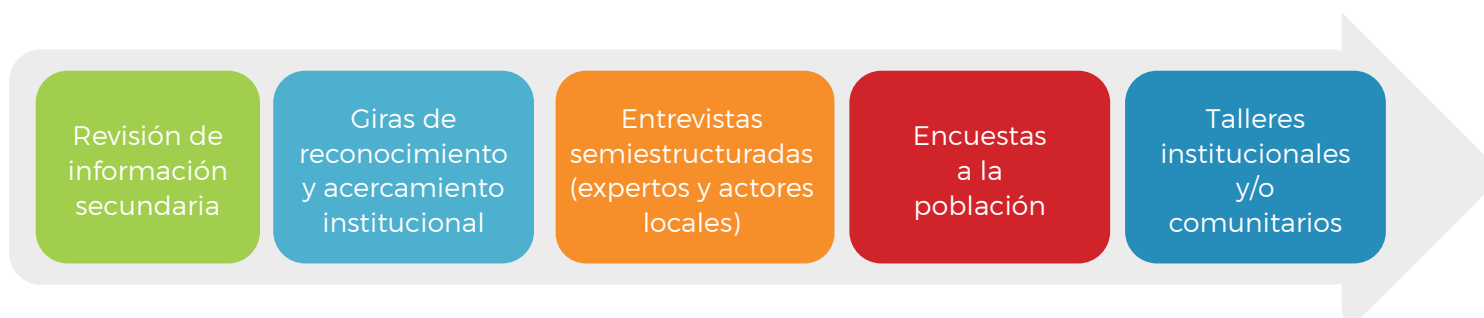 Revisión de
información
secundaria
Giras de
reconocimiento
y acercamiento
institucional
Entrevistas
semiestructuradas
(expertos y actores
locales)
Encuestas
a la
población
Talleres
institucionales
y/o
comunitarios